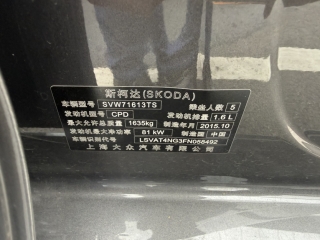 斯柯达(SKODA)
车辆型号 SVW71613TS 乘坐人数 5
发动机型号 CPD 发动机排量 1.6 L
最大允许总质量 1635kg 制造年月 2015.10
发动机最大净功率 81 kW 制造国 中国
车辆识别代号 LSVAT4NG3FN058492
上海大众汽车有限公司